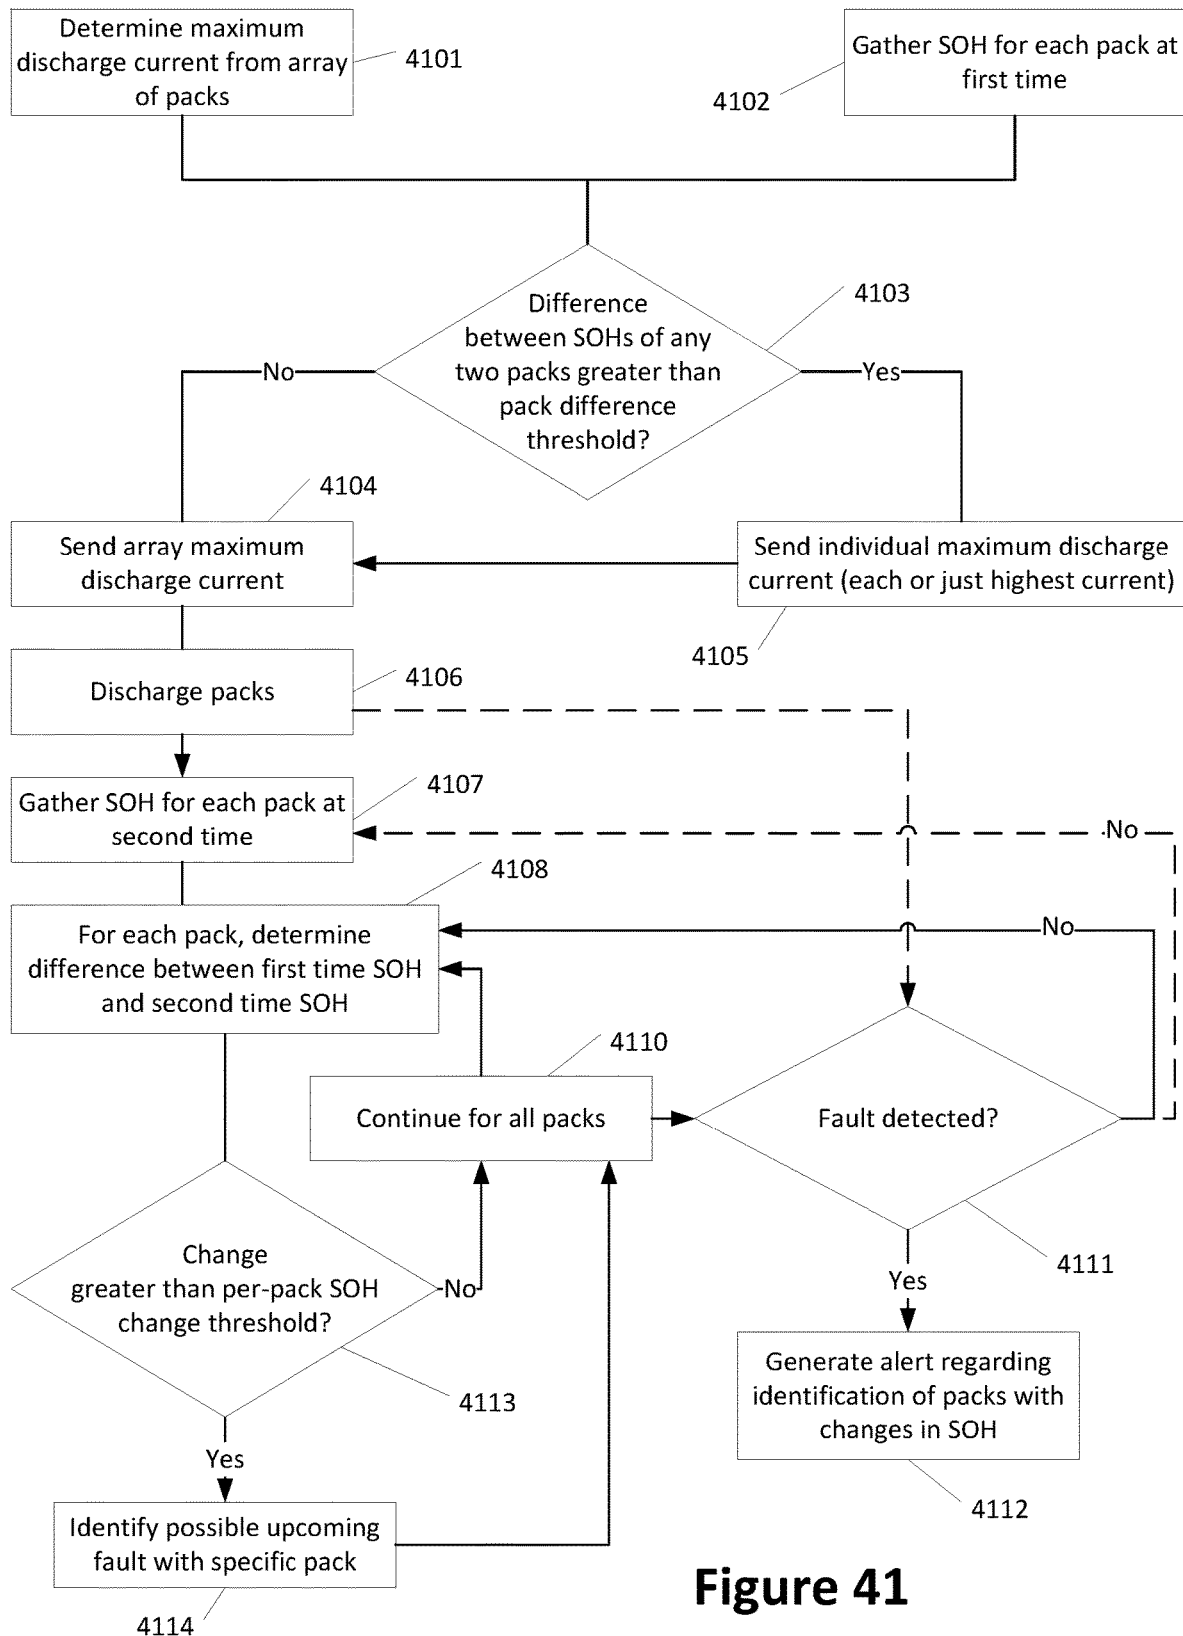 Determine maximum
discharge current from array
of packs
4101
Gather SOH for each pack at
first time
4102
Difference
between SOHs of any
two packs greater than
pack difference
threshold?
4103
No
Yes
4104
Send array maximum
discharge current
Send individual maximum discharge
current (each or just highest current)
4105
Discharge packs
4106
Gather SOH for each pack at
second time
4107
No
4108
For each pack, determine
difference between first time SOH
and second time SOH
No
4110
Continue for all packs
Fault detected?
4111
Yes
Change
greater than per-pack SOH
change threshold?
No
4113
Yes
Generate alert regarding
identification of packs with
changes in SOH
4112
Identify possible upcoming
fault with specific pack
4114
Figure 41